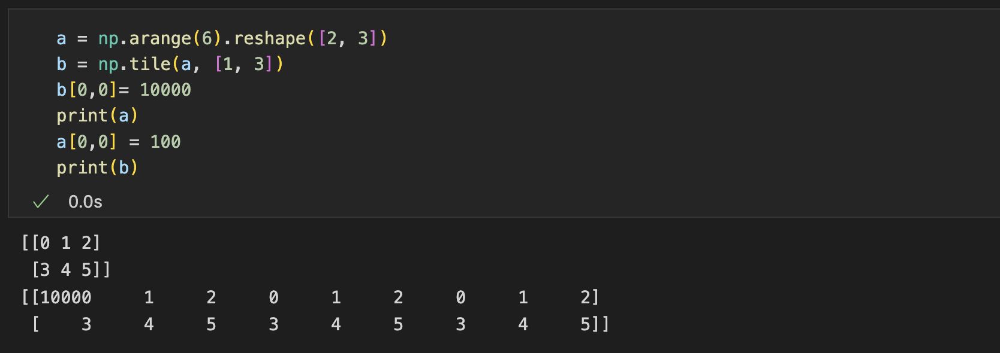 a = np.arange(6).reshape([2, 3])
b = np.tile(a, [1, 3])
b[0,0]= 10000
print(a)
a[0,0] = 100
print(b)
✓ 0.0s
[[0 1 2]
 [3 4 5]]
[[10000     1     2     0     1     2     0     1     2]
 [    3     4     5     3     4     5     3     4     5]]